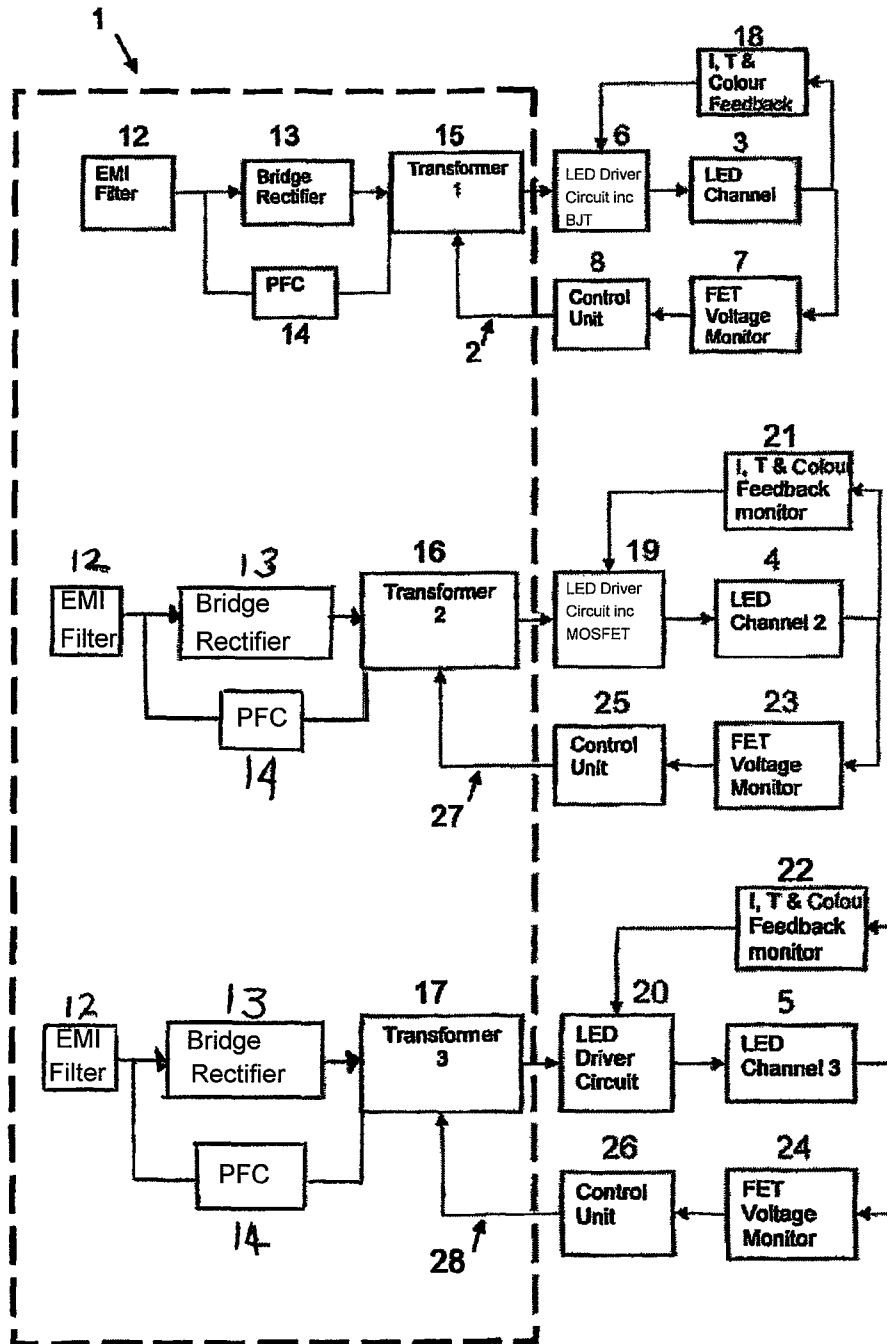 1
12
EMI
Filter
13
Bridge
Rectifier
PFC
14
15
Transformer
1
6
LED Driver
Circuit inc
BJT
18
I, T &
Colour
Feedback
3
LED
Channel
8
Control
Unit
7
FET
Voltage
Monitor
2
12
EMI
Filter
13
Bridge
Rectifier
PFC
14
16
Transformer
2
19
LED Driver
Circuit inc
MOSFET
21
I, T & Colou
Feedback
monitor
4
LED
Channel 2
25
Control
Unit
23
FET
Voltage
Monitor
27
12
EMI
Filter
13
Bridge
Rectifier
PFC
14
17
Transformer
3
20
LED
Driver
Circuit
22
I, T & Colou
Feedback
monitor
5
LED
Channel 3
26
Control
Unit
24
FET
Voltage
Monitor
28